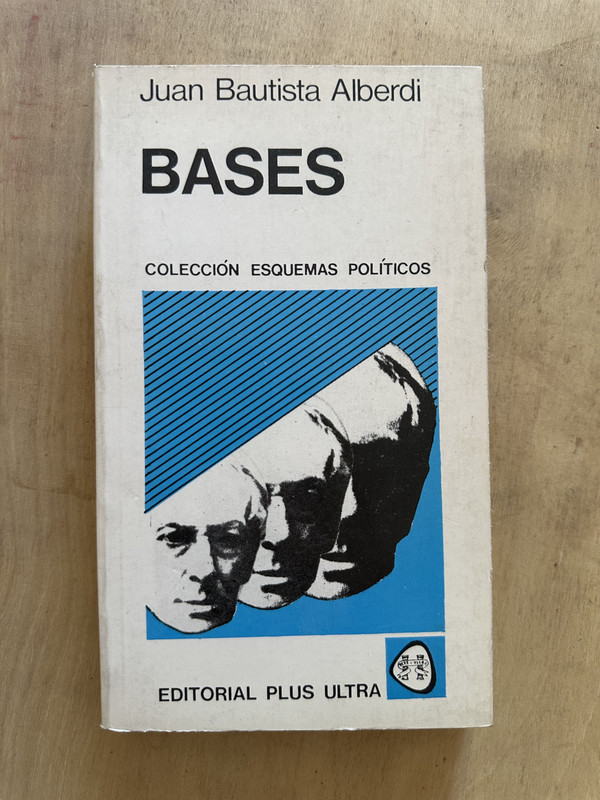 Juan Bautista Alberdi
BASES
COLECCIÓN ESQUEMAS POLÍTICOS
EDITORIAL PLUS ULTRA